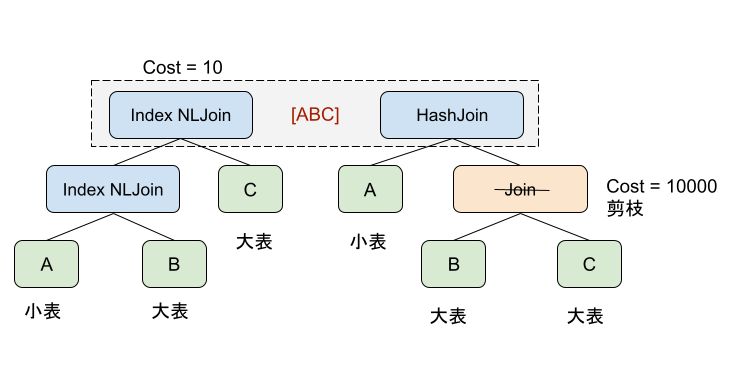 Cost = 10
Index NLJoin
[ABC]
HashJoin
Index NLJoin
C
A
Join
Cost = 10000
剪枝
大表
小表
A
B
B
C
小表
大表
大表
大表